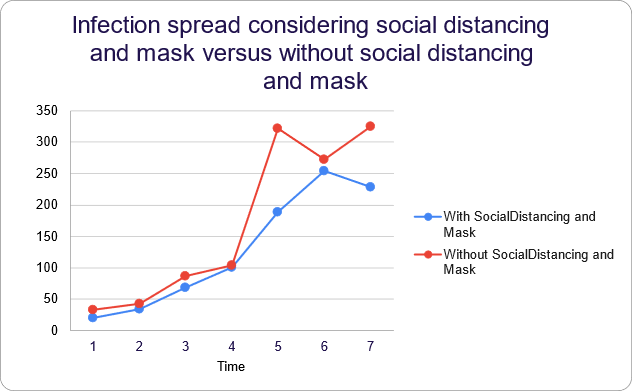 Infection spread considering social distancing
and mask versus without social distancing
and mask
350
300
250
200
150
100
50
0
1 2 3 4 5 6 7
Time
With SocialDistancing and
Mask
Without SocialDistancing and
Mask